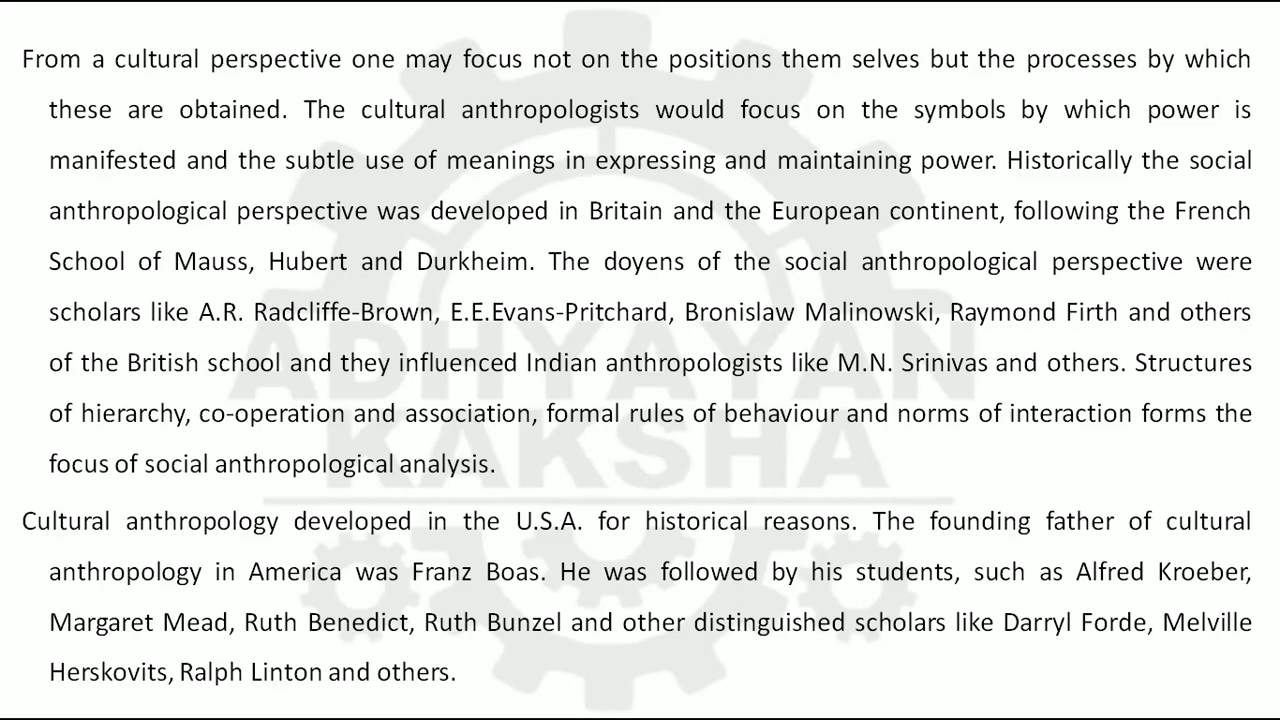 From a cultural perspective one may focus not on the positions them selves but the processes by which
these are obtained. The cultural anthropologists would focus on the symbols by which power is
manifested and the subtle use of meanings in expressing and maintaining power. Historically the social
anthropological perspective was developed in Britain and the European continent, following the French
School of Mauss, Hubert and Durkheim. The doyens of the social anthropological perspective were
scholars like A.R. Radcliffe-Brown, E.E.Evans-Pritchard, Bronislaw Malinowski, Raymond Firth and others
of the British school and they influenced Indian anthropologists like M.N. Srinivas and others. Structures
of hierarchy, co-operation and association, formal rules of behaviour and norms of interaction forms the
focus of social anthropological analysis.
Cultural anthropology developed in the U.S.A. for historical reasons. The founding father of cultural
anthropology in America was Franz Boas. He was followed by his students, such as Alfred Kroeber,
Margaret Mead, Ruth Benedict, Ruth Bunzel and other distinguished scholars like Darryl Forde, Melville
Herskovits, Ralph Linton and others.
ADHYAYAN
KAKSHA